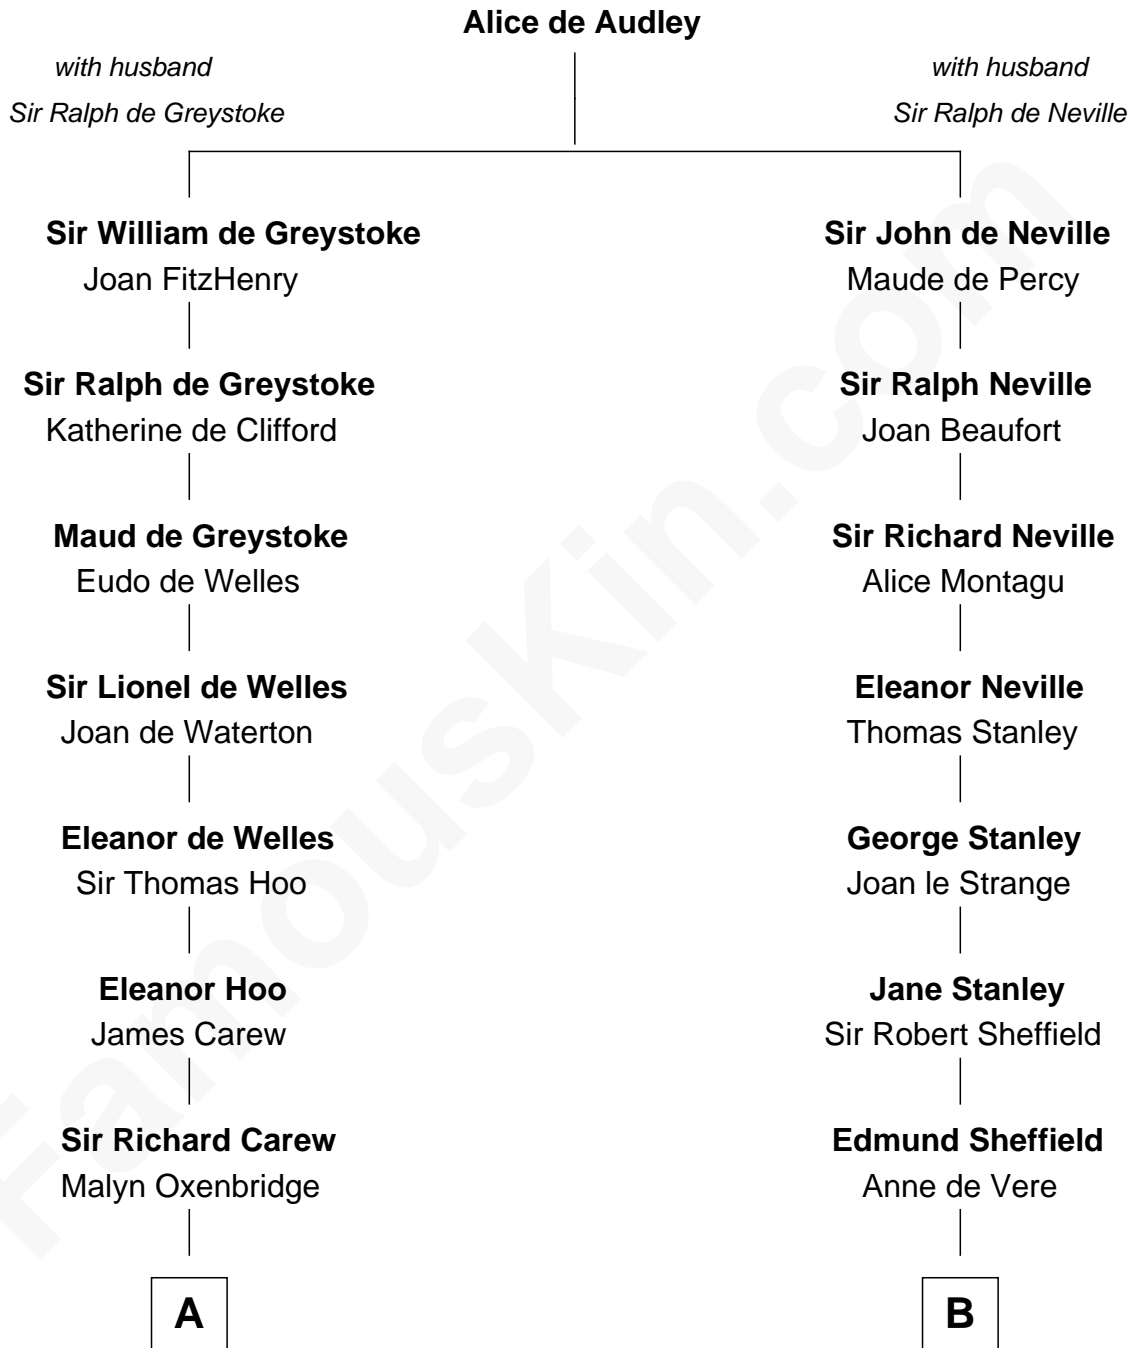 Alice de Audley
with husband
Sir Ralph de Greystoke
with husband
Sir Ralph de Neville
Sir William de Greystoke
Joan FitzHenry
Sir Ralph de Greystoke
Katherine de Clifford
Maud de Greystoke
Eudo de Welles
Sir Lionel de Welles
Joan de Waterton
Eleanor de Welles
Sir Thomas Hoo
Eleanor Hoo
James Carew
Sir Richard Carew
Malyn Oxenbridge
A
Sir John de Neville
Maude de Percy
Sir Ralph Neville
Joan Beaufort
Sir Richard Neville
Alice Montagu
Eleanor Neville
Thomas Stanley
George Stanley
Joan le Strange
Jane Stanley
Sir Robert Sheffield
Edmund Sheffield
Anne de Vere
B
FamousKin.com